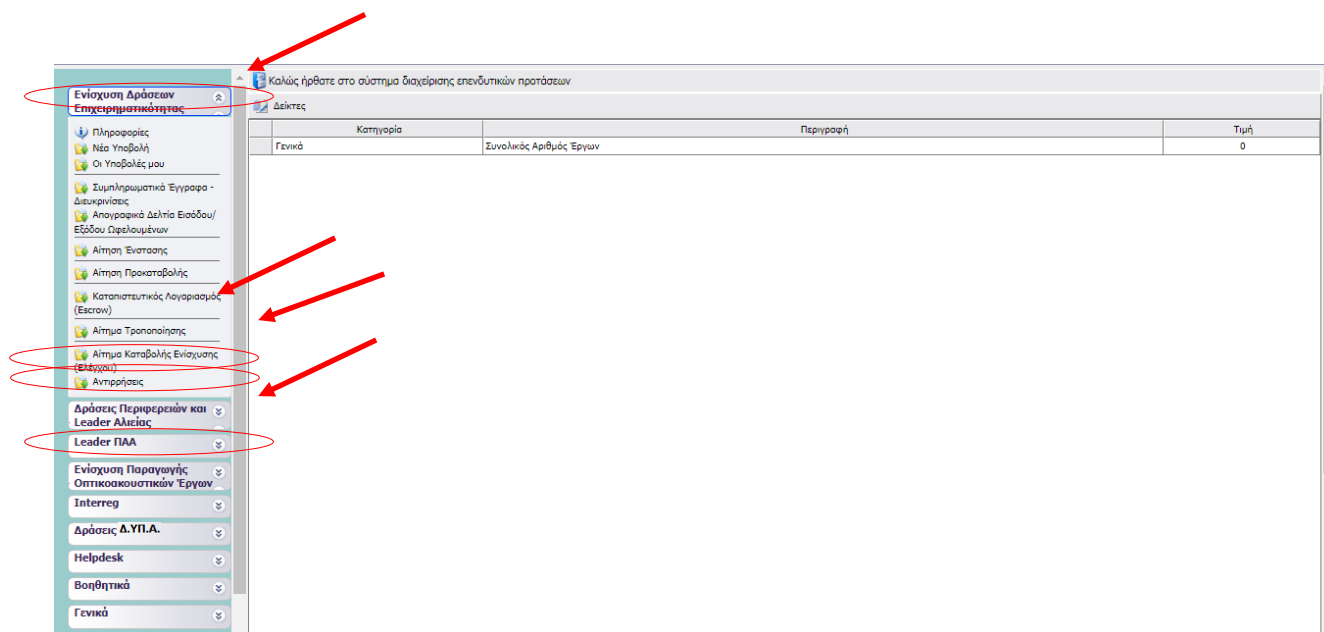 Καλώς ήρθατε στο σύστημα διαχείρισης επενδυτικών προτάσεων
Δείκτες
Κατηγορία Περιγραφή Τιμή
Γενικά Συνολικός Αριθμός Έργων 0
Ενίσχυση Δράσεων
Επιχειρηματικότητας
Πληροφορίες
Νέα Υποβολή
Οι Υποβολές μου
Συμπληρωματικά Έγγραφα -
Διευκρινίσεις
Απογραφικά Δελτία Εισόδου/
Εξόδου Ωφελουμένων
Αίτηση Ένστασης
Αίτηση Προκαταβολής
Καταπιστευτικός Λογαριασμός
(Escrow)
Αίτημα Τροποποίησης
Αίτημα Καταβολής Ενίσχυσης
(Ελέγχου)
Αντιρρήσεις
Δράσεις Περιφερειών και
Leader Αλιείας
Leader ΠΑΑ
Ενίσχυση Παραγωγής
Οπτικοακουστικών Έργων
Interreg
Δράσεις Δ.ΥΠ.Α.
Helpdesk
Βοηθητικά
Γενικά